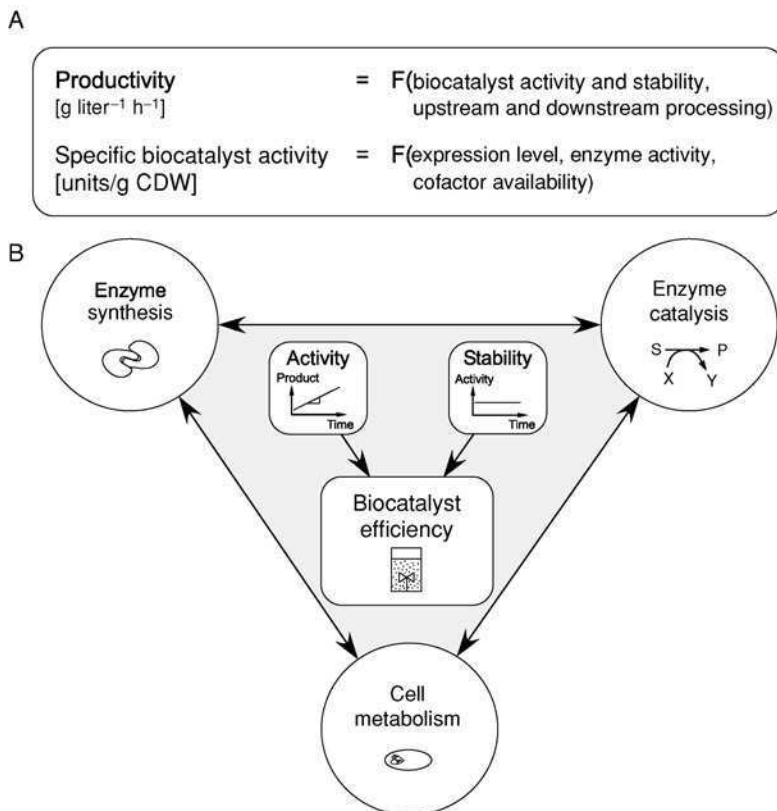 A
Productivity = F(biocatalyst activity and stability,
[g liter⁻¹ h⁻¹] upstream and downstream processing)
Specific biocatalyst activity = F(expression level, enzyme activity,
[units/g CDW] cofactor availability)
B
Enzyme
synthesis
Enzyme
catalysis
S P
X Y
Activity
Product
Time
Stability
Activity
Time
Biocatalyst
efficiency
Cell
metabolism